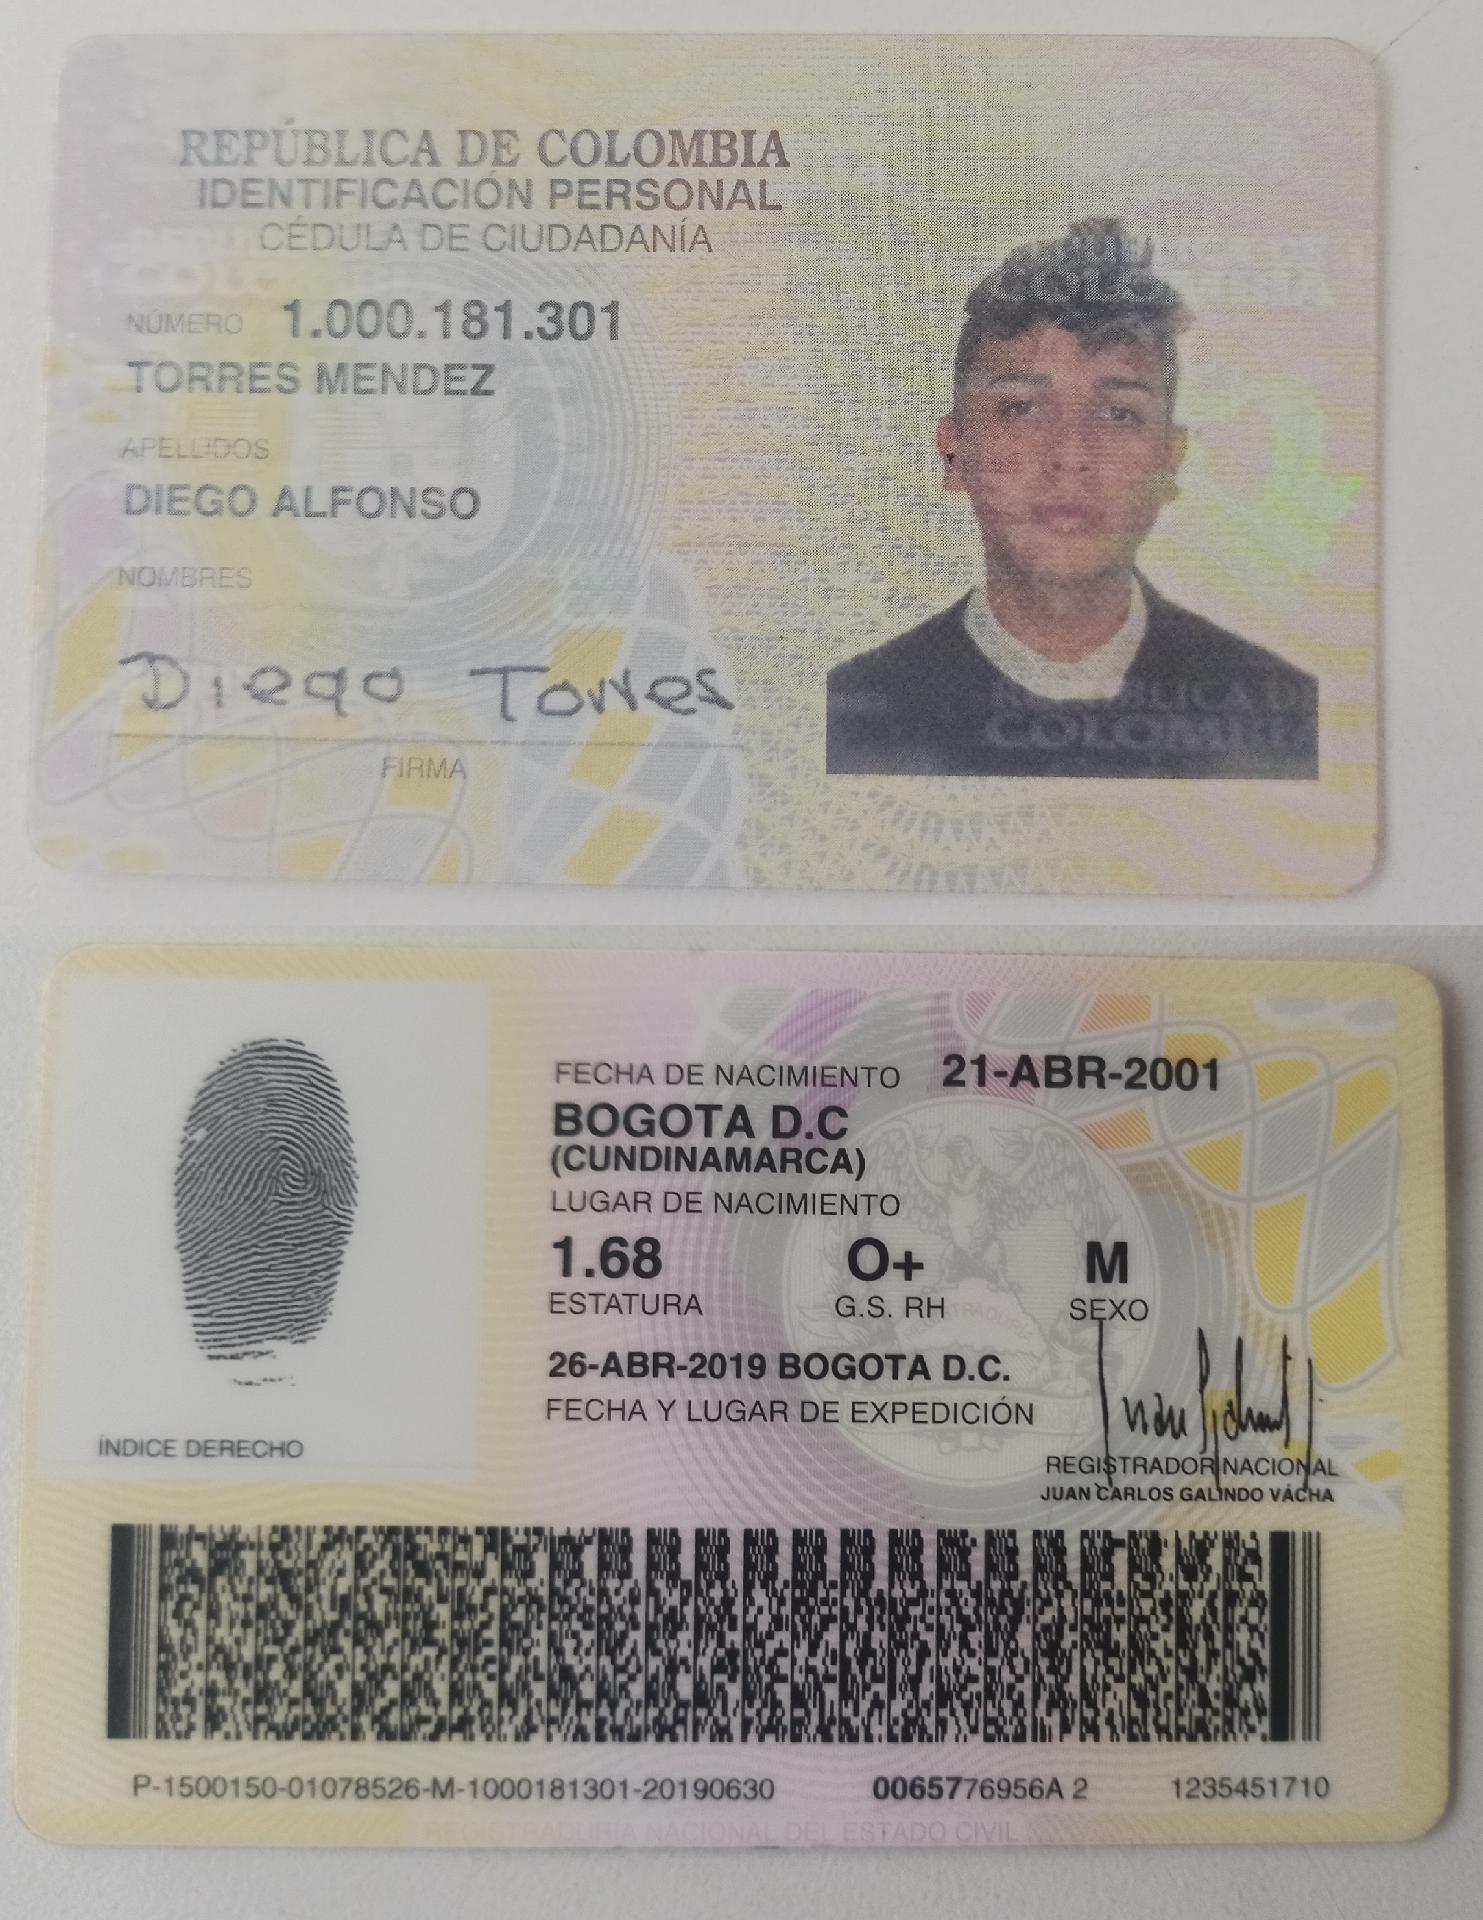 REPÚBLICA DE COLOMBIA
IDENTIFICACIÓN PERSONAL
CÉDULA DE CIUDADANÍA
NÚMERO 1.000.181.301
TORRES MENDEZ
APELLIDOS
DIEGO ALFONSO
NOMBRES
Diego Torres
FIRMA
REPÚBLICA DE
COLOMBIA
FECHA DE NACIMIENTO 21-ABR-2001
BOGOTA D.C
(CUNDINAMARCA)
LUGAR DE NACIMIENTO
1.68 O+ M
ESTATURA G.S. RH SEXO
26-ABR-2019 BOGOTA D.C.
FECHA Y LUGAR DE EXPEDICIÓN
ÍNDICE DERECHO
REGISTRADOR NACIONAL
JUAN CARLOS GALINDO VÁCHA
P-1500150-01078526-M-1000181301-20190630 0065776956A 2 1235451710
REGISTRADURÍA NACIONAL DEL ESTADO CIVIL